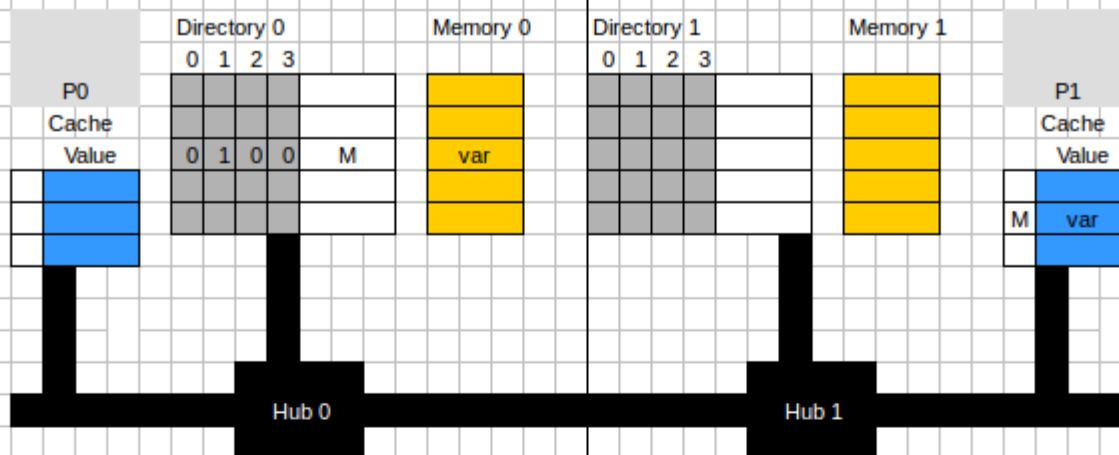 Directory 0 Memory 0 Directory 1 Memory 1
0 1 2 3 0 1 2 3
P0 P1
Cache Cache
Value 0 1 0 0 M var Value
M var
Hub 0 Hub 1